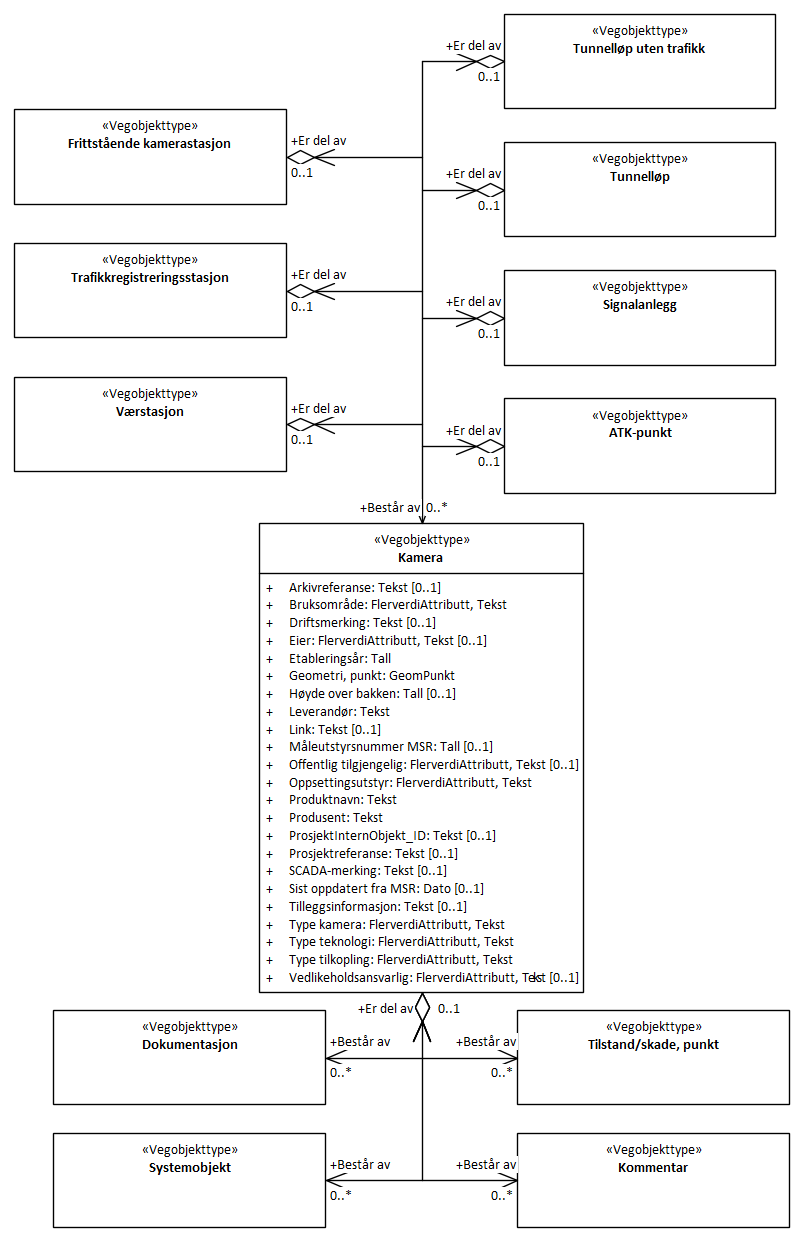 «Vegobjekttype»
Tunnelløp uten trafikk
+Er del av
0..1
«Vegobjekttype»
Frittstående kamerastasjon
+Er del av
0..1
«Vegobjekttype»
Tunnelløp
+Er del av
0..1
«Vegobjekttype»
Trafikkregistreringsstasjon
+Er del av
0..1
«Vegobjekttype»
Signalanlegg
+Er del av
0..1
«Vegobjekttype»
Værstasjon
+Er del av
0..1
«Vegobjekttype»
ATK-punkt
+Er del av
0..1
+Består av 0..*
«Vegobjekttype»
Kamera
+ Arkivreferanse: Tekst [0..1]
+ Bruksområde: FlerverdiAttributt, Tekst
+ Driftsmerking: Tekst [0..1]
+ Eier: FlerverdiAttributt, Tekst [0..1]
+ Etableringsår: Tall
+ Geometri, punkt: GeomPunkt
+ Høyde over bakken: Tall [0..1]
+ Leverandør: Tekst
+ Link: Tekst [0..1]
+ Måleutstyrsnummer MSR: Tall [0..1]
+ Offentlig tilgjengelig: FlerverdiAttributt, Tekst [0..1]
+ Oppsettingsutstyr: FlerverdiAttributt, Tekst
+ Produktnavn: Tekst
+ Produsent: Tekst
+ ProsjektInternObjekt_ID: Tekst [0..1]
+ Prosjektreferanse: Tekst [0..1]
+ SCADA-merking: Tekst [0..1]
+ Sist oppdatert fra MSR: Dato [0..1]
+ Tilleggsinformasjon: Tekst [0..1]
+ Type kamera: FlerverdiAttributt, Tekst
+ Type teknologi: FlerverdiAttributt, Tekst
+ Type tilkopling: FlerverdiAttributt, Tekst
+ Vedlikeholdsansvarlig: FlerverdiAttributt, Tekst [0..1]
+Er del av 0..1
«Vegobjekttype»
Dokumentasjon
+Består av
0..*
«Vegobjekttype»
Tilstand/skade, punkt
+Består av
0..*
«Vegobjekttype»
Systemobjekt
+Består av
0..*
«Vegobjekttype»
Kommentar
+Består av
0..*